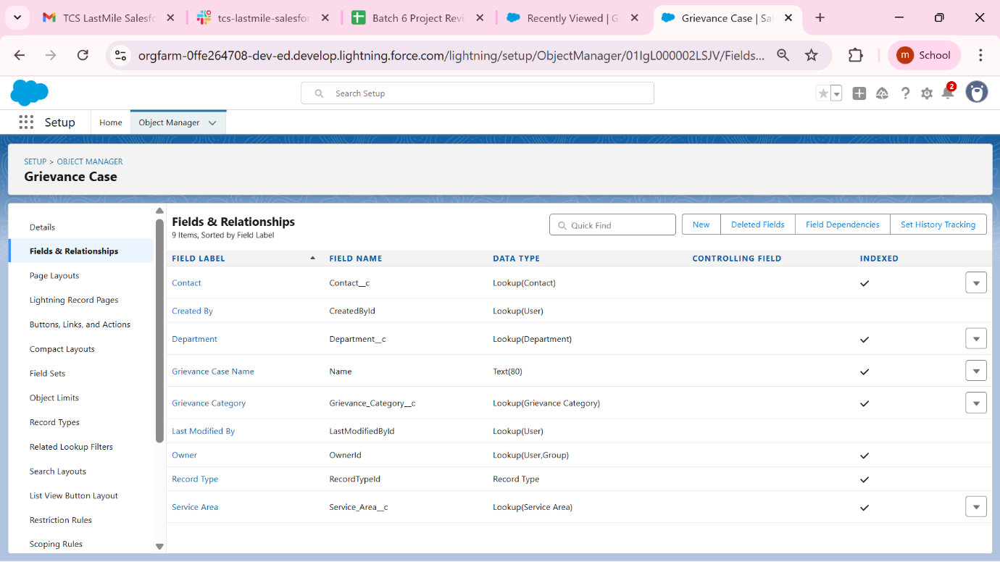 TCS LastMile Salesfo
tcs-lastmile-salesfor
Batch 6 Project Revi
Recently Viewed | G
Grievance Case | Sal
orgfarm-0ffe264708-dev-ed.develop.lightning.force.com/lightning/setup/ObjectManager/01IgL000002LSJV/Fields...
m School
Search Setup
2
Setup Home Object Manager
SETUP > OBJECT MANAGER
Grievance Case
Details
Fields & Relationships
Page Layouts
Lightning Record Pages
Buttons, Links, and Actions
Compact Layouts
Field Sets
Object Limits
Record Types
Related Lookup Filters
Search Layouts
List View Button Layout
Restriction Rules
Scoping Rules
Fields & Relationships
9 Items, Sorted by Field Label
Quick Find
New Deleted Fields Field Dependencies Set History Tracking
FIELD LABEL FIELD NAME DATA TYPE CONTROLLING FIELD INDEXED
Contact Contact__c Lookup(Contact)
Created By CreatedById Lookup(User)
Department Department__c Lookup(Department)
Grievance Case Name Name Text(80)
Grievance Category Grievance_Category__c Lookup(Grievance Category)
Last Modified By LastModifiedById Lookup(User)
Owner OwnerId Lookup(User,Group)
Record Type RecordTypeId Record Type
Service Area Service_Area__c Lookup(Service Area)